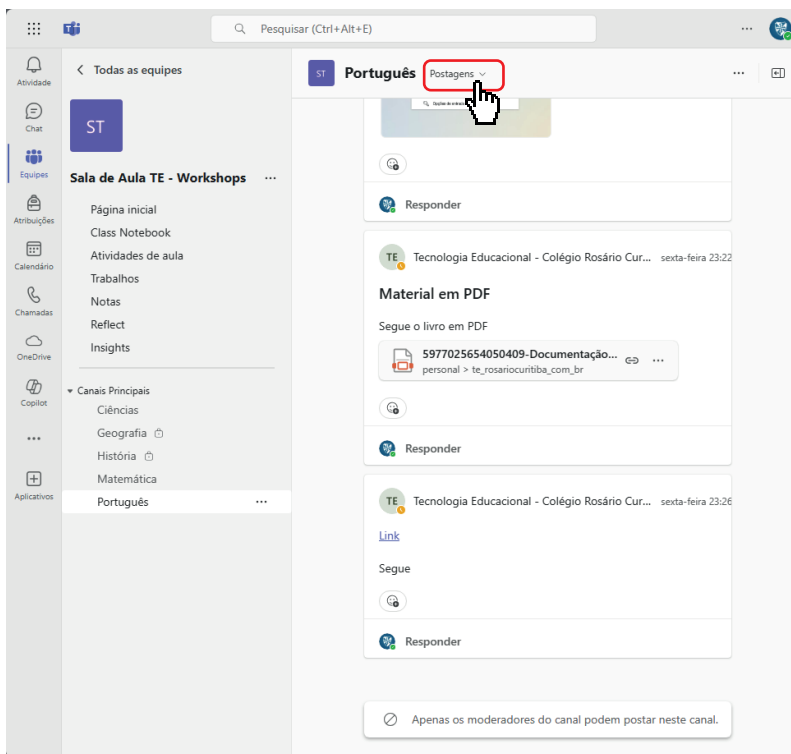 Pesquisar (Ctrl+Alt+E)
Atividade
Chat
Equipes
Atribuições
Calendário
Chamadas
OneDrive
Copilot
Aplicativos
Todas as equipes
ST
Sala de Aula TE - Workshops
Página inicial
Class Notebook
Atividades de aula
Trabalhos
Notas
Reflect
Insights
Canais Principais
Ciências
Geografia
História
Matemática
Português
ST Português Postagens
Responder
TE Tecnologia Educacional - Colégio Rosário Cur... sexta-feira 23:22
Material em PDF
Segue o livro em PDF
5977025654050409-Documentação...
personal > te_rosariocuritiba_com_br
Responder
TE Tecnologia Educacional - Colégio Rosário Cur... sexta-feira 23:26
Link
Segue
Responder
Apenas os moderadores do canal podem postar neste canal.